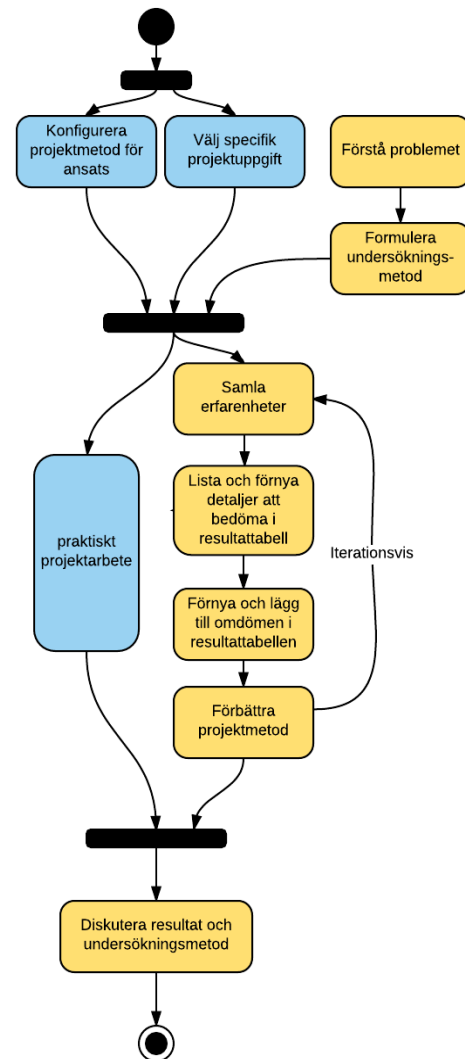 Konfigurera
projektmetod för
ansats
Välj specifik
projektuppgift
Förstå problemet
Formulera
undersöknings-
metod
Samla
erfarenheter
Lista och förnya
detaljer att
bedöma i
resultattabell
praktiskt
projektarbete
Iterationsvis
Förnya och lägg
till omdömen i
resultattabellen
Förbättra
projektmetod
Diskutera resultat och
undersökningsmetod